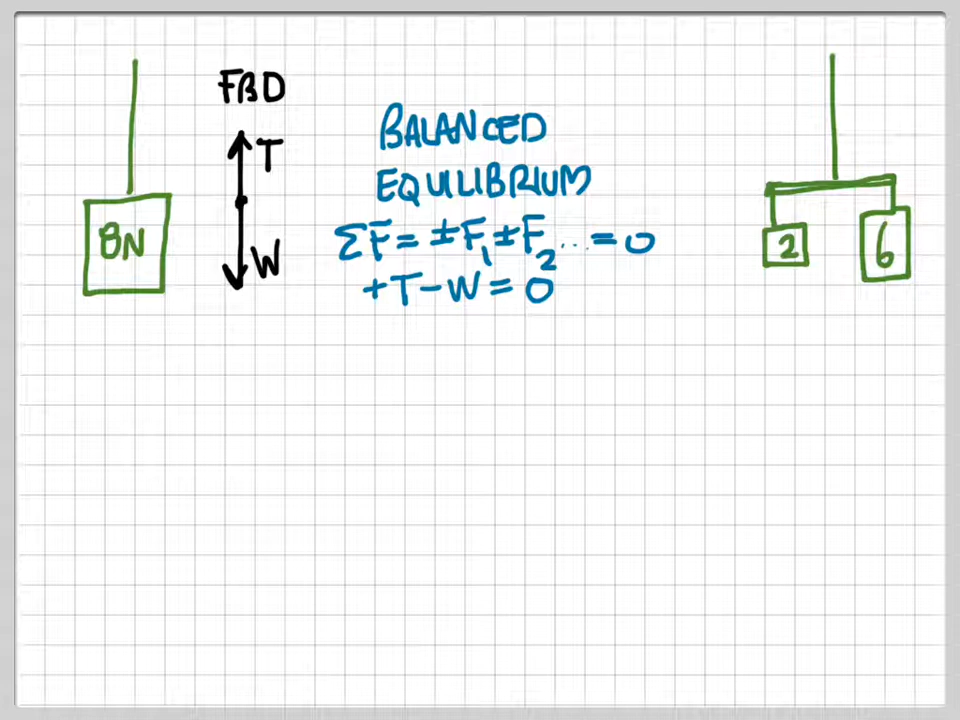 FBD
T
W
8N
BALANCED
EQUILIBRIUM
ΣF = ±F₁ ±F₂ ... = 0
+T - W = 0
2
6